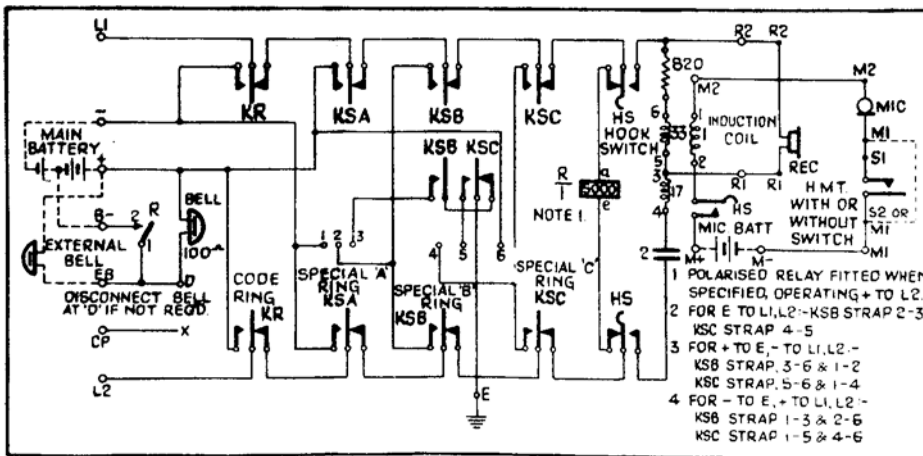 L1
R2 R2
820
M2 M2
KR KSA KSB KSC HS
HOOK
SWITCH
6 1
33 1
5 2
3
17
4
INDUCTION
COIL
REC
MIC
M1
S1
–
MAIN
BATTERY
+
KSB KSC
R
1
a
5000
e
NOTE 1.
R1 R1
H.M.T.
WITH OR
WITHOUT
SWITCH
HS
S2 OR
M1
MIC BATT
M+ M- M1
B- 2 R
1
BELL
100
EXTERNAL
BELL
EB D
DISCONNECT BELL
AT 'D' IF NOT REQD.
CP X
L2
CODE
RING
KR
1 2 3
SPECIAL 'A'
RING
KSA
4 5 6
SPECIAL 'B'
RING
KSB
SPECIAL 'C'
RING
KSC
HS
E
2
1 POLARISED RELAY FITTED WHEN
SPECIFIED, OPERATING + TO L2.
2 FOR E TO L1,L2:-KSB STRAP 2-3
KSC STRAP 4-5
3 FOR + TO E,- TO L1,L2:-
KSB STRAP, 3-6 & 1-2
KSC STRAP, 5-6 & 1-4
4 FOR - TO E,+ TO L1,L2:-
KSB STRAP 1-3 & 2-6
KSC STRAP 1-5 & 4-6